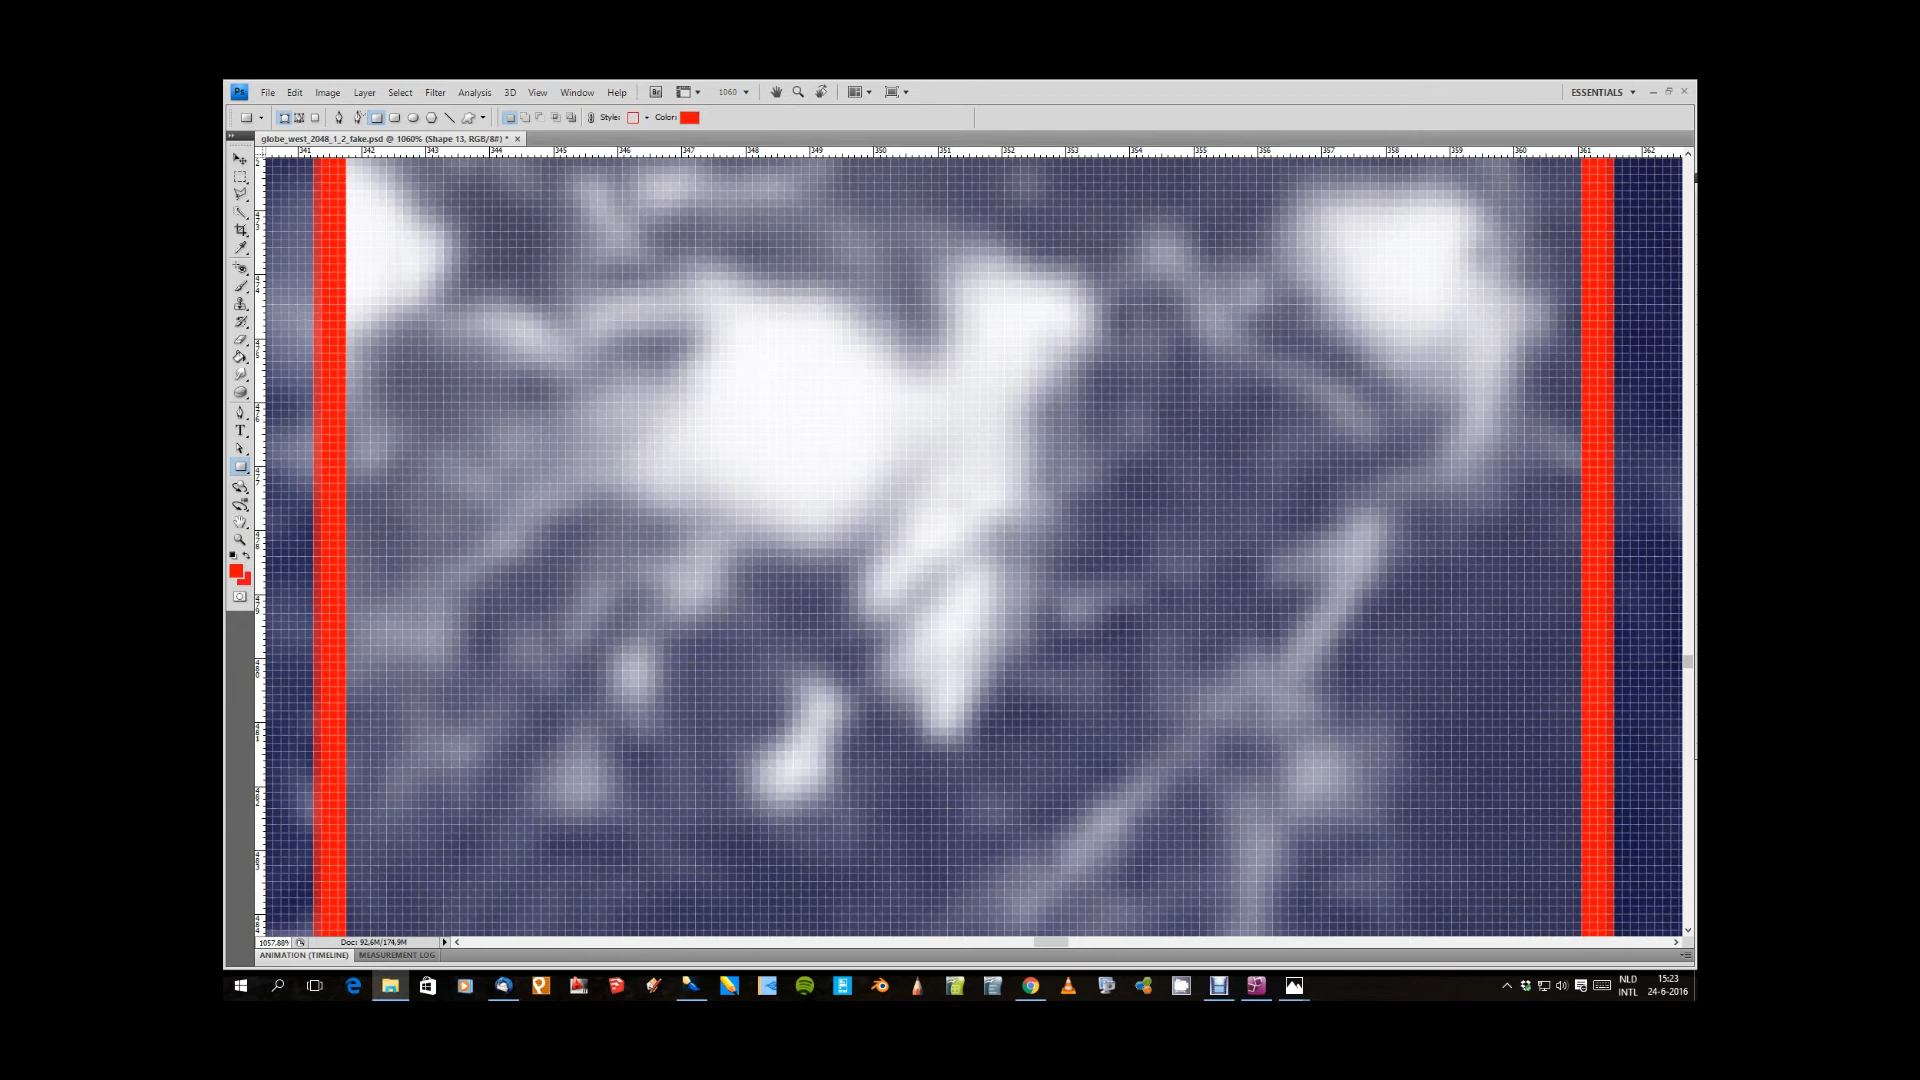 Ps File Edit Image Layer Select Filter Analysis 3D View Window Help Br 1060 ESSENTIALS
Style: Color:
globe_west_2048_1_2_fake.psd @ 1060% (Shape 13, RGB/8#) *
341 342 343 344 345 346 347 348 349 350 351 352 353 354 355 356 357 358 359 360 361 362
T
1057,88% Doc: 92,6M/174,9M
ANIMATION (TIMELINE) MEASUREMENT LOG
NLD 15:23
INTL 24-6-2016